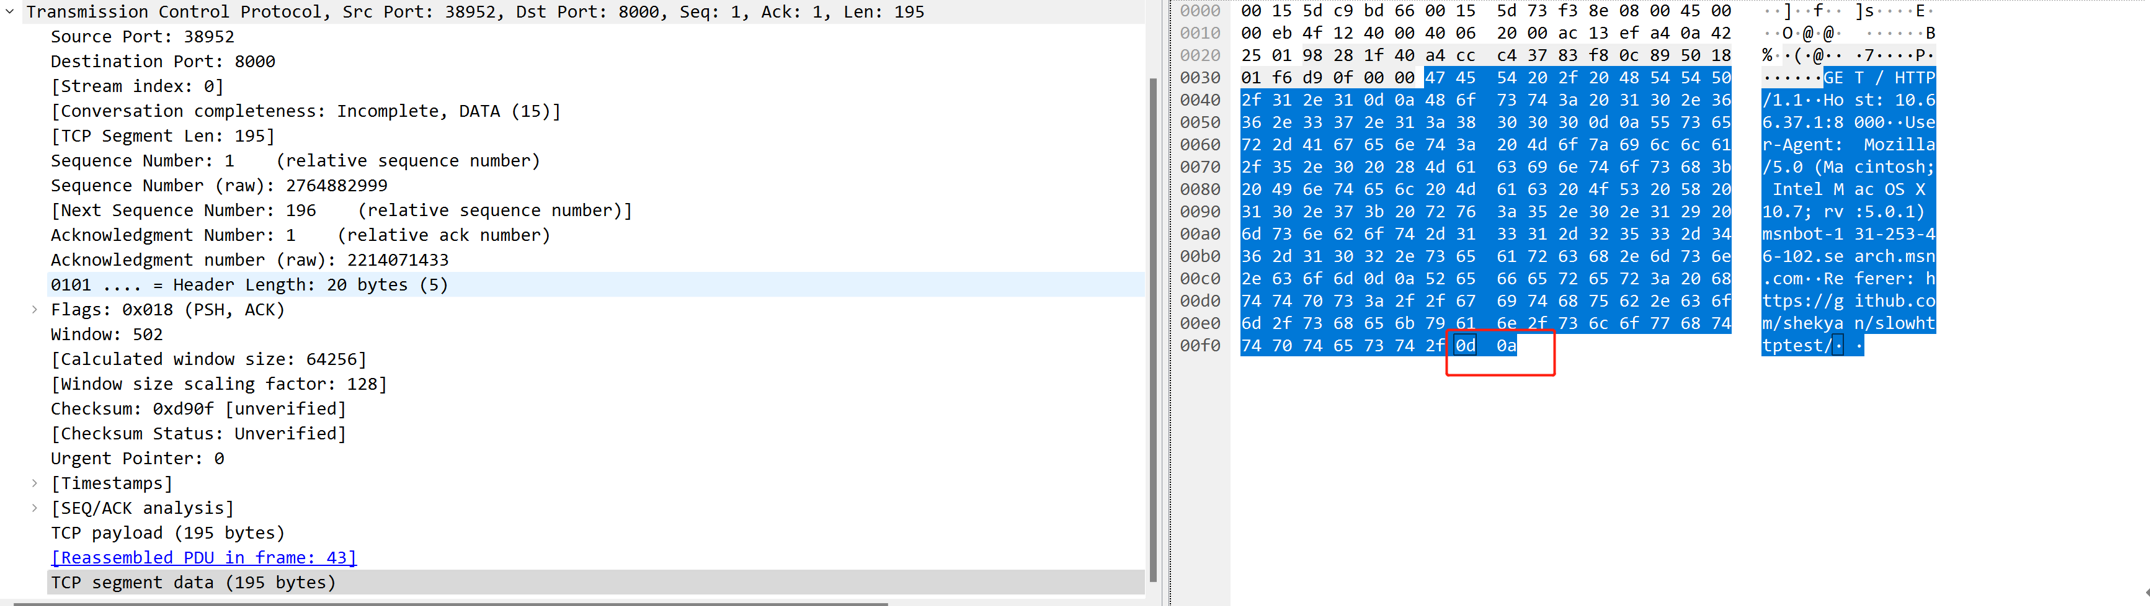 Transmission Control Protocol, Src Port: 38952, Dst Port: 8000, Seq: 1, Ack: 1, Len: 195
Source Port: 38952
Destination Port: 8000
[Stream index: 0]
[Conversation completeness: Incomplete, DATA (15)]
[TCP Segment Len: 195]
Sequence Number: 1    (relative sequence number)
Sequence Number (raw): 2764882999
[Next Sequence Number: 196    (relative sequence number)]
Acknowledgment Number: 1    (relative ack number)
Acknowledgment number (raw): 2214071433
0101 .... = Header Length: 20 bytes (5)
Flags: 0x018 (PSH, ACK)
Window: 502
[Calculated window size: 64256]
[Window size scaling factor: 128]
Checksum: 0xd90f [unverified]
[Checksum Status: Unverified]
Urgent Pointer: 0
[Timestamps]
[SEQ/ACK analysis]
TCP payload (195 bytes)
[Reassembled PDU in frame: 43]
TCP segment data (195 bytes)
0000  00 15 5d c9 bd 66 00 15  5d 73 f3 8e 08 00 45 00  ··]··f·· ]s····E·
0010  00 eb 4f 12 40 00 40 06  20 00 ac 13 ef a4 0a 42  ··O·@·@· ······B
0020  25 01 98 28 1f 40 a4 cc  c4 37 83 f8 0c 89 50 18  %··(·@·· ·7····P·
0030  01 f6 d9 0f 00 00 47 45  54 20 2f 20 48 54 54 50  ······GE T / HTTP
0040  2f 31 2e 31 0d 0a 48 6f  73 74 3a 20 31 30 2e 36  /1.1··Ho st: 10.6
0050  36 2e 33 37 2e 31 3a 38  30 30 30 0d 0a 55 73 65  6.37.1:8 000··Use
0060  72 2d 41 67 65 6e 74 3a  20 4d 6f 7a 69 6c 6c 61  r-Agent:  Mozilla
0070  2f 35 2e 30 20 28 4d 61  63 69 6e 74 6f 73 68 3b  /5.0 (Ma cintosh;
0080  20 49 6e 74 65 6c 20 4d  61 63 20 4f 53 20 58 20   Intel M ac OS X
0090  31 30 2e 37 3b 20 72 76  3a 35 2e 30 2e 31 29 20  10.7; rv :5.0.1)
00a0  6d 73 6e 62 6f 74 2d 31  33 31 2d 32 35 33 2d 34  msnbot-1 31-253-4
00b0  36 2d 31 30 32 2e 73 65  61 72 63 68 2e 6d 73 6e  6-102.se arch.msn
00c0  2e 63 6f 6d 0d 0a 52 65  66 65 72 65 72 3a 20 68  .com··Re ferer: h
00d0  74 74 70 73 3a 2f 2f 67  69 74 68 75 62 2e 63 6f  ttps://g ithub.co
00e0  6d 2f 73 68 65 6b 79 61  6e 2f 73 6c 6f 77 68 74  m/shekya n/slowht
00f0  74 70 74 65 73 74 2f 0d  0a  tptest/· ·